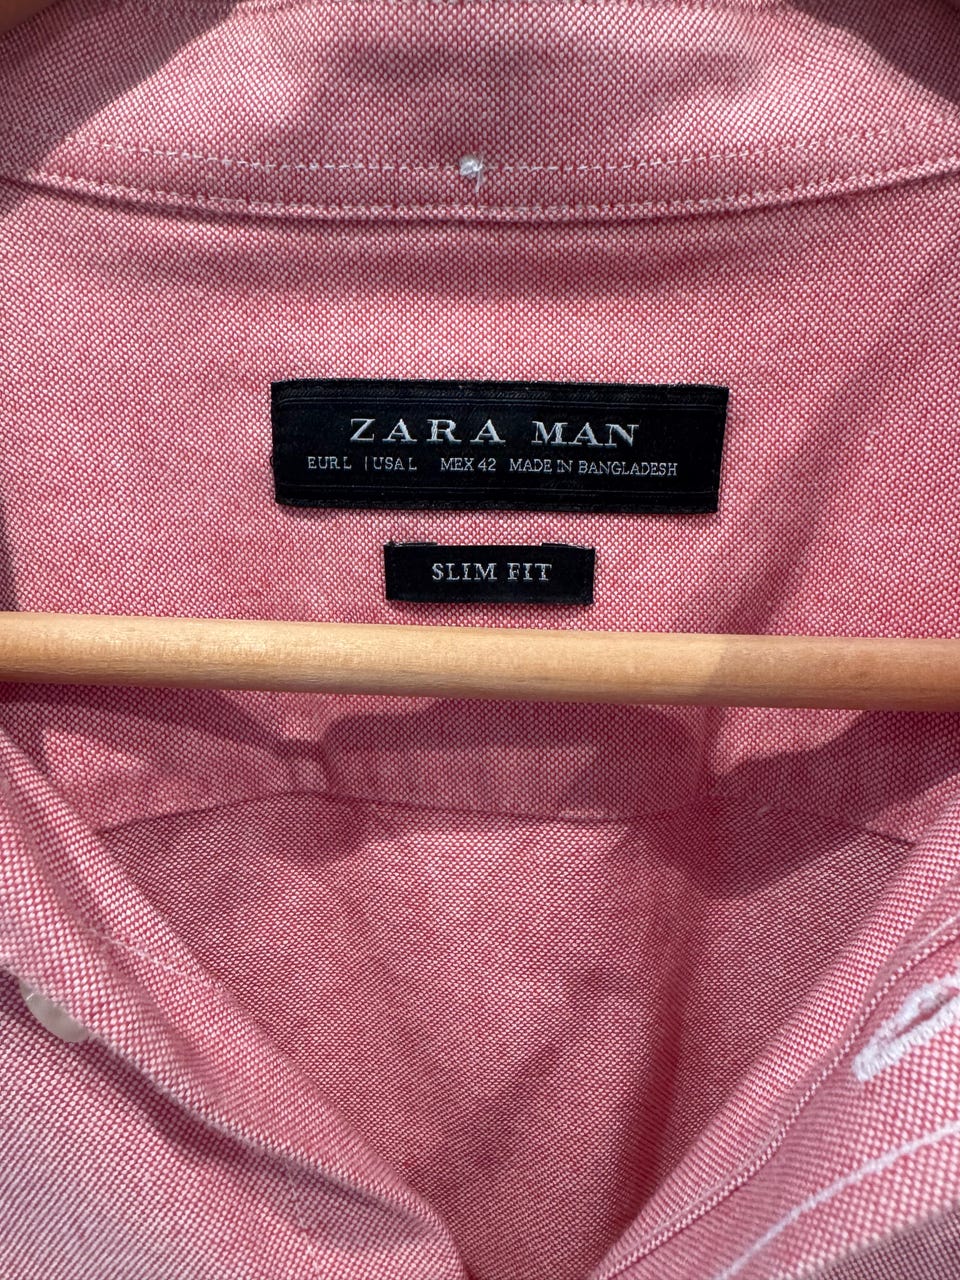 ZARA MAN
EUR L | USA L MEX 42 MADE IN BANGLADESH
SLIM FIT